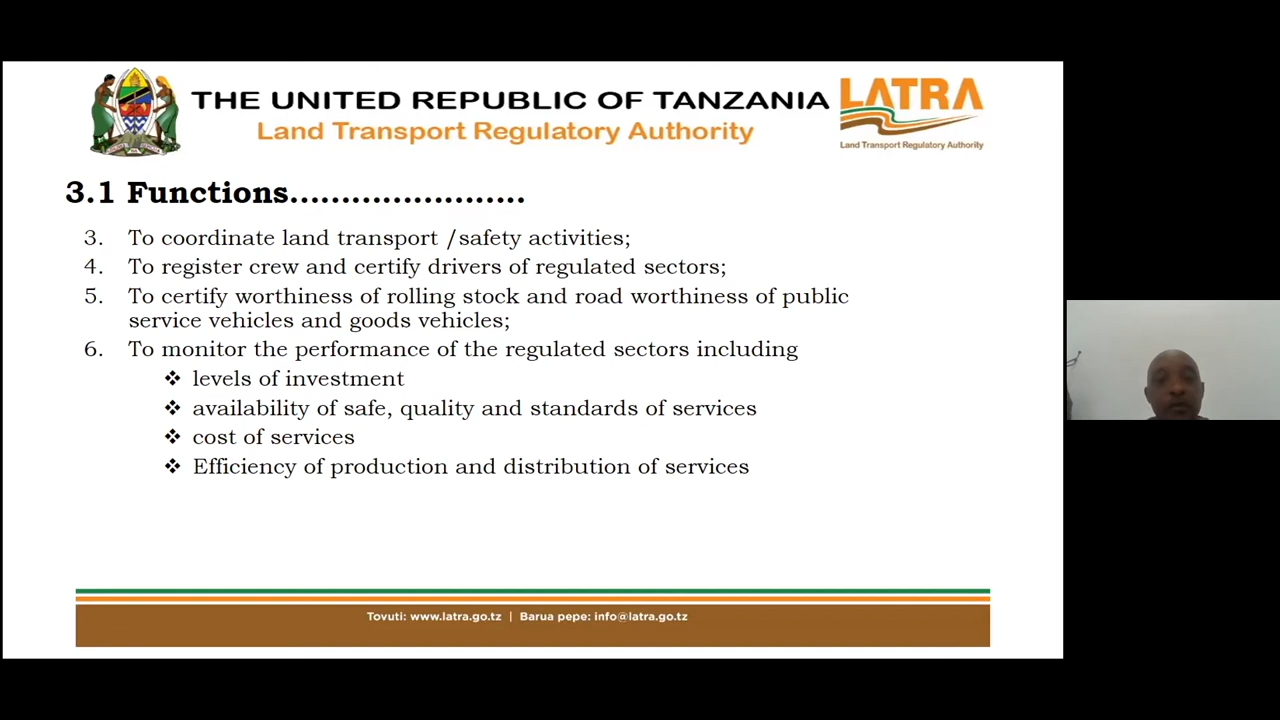 THE UNITED REPUBLIC OF TANZANIA
Land Transport Regulatory Authority
LATRA
Land Transport Regulatory Authority
3.1 Functions.......................
3. To coordinate land transport /safety activities;
4. To register crew and certify drivers of regulated sectors;
5. To certify worthiness of rolling stock and road worthiness of public
service vehicles and goods vehicles;
6. To monitor the performance of the regulated sectors including
❖ levels of investment
❖ availability of safe, quality and standards of services
❖ cost of services
❖ Efficiency of production and distribution of services
Tovuti: www.latra.go.tz | Barua pepe: info@latra.go.tz